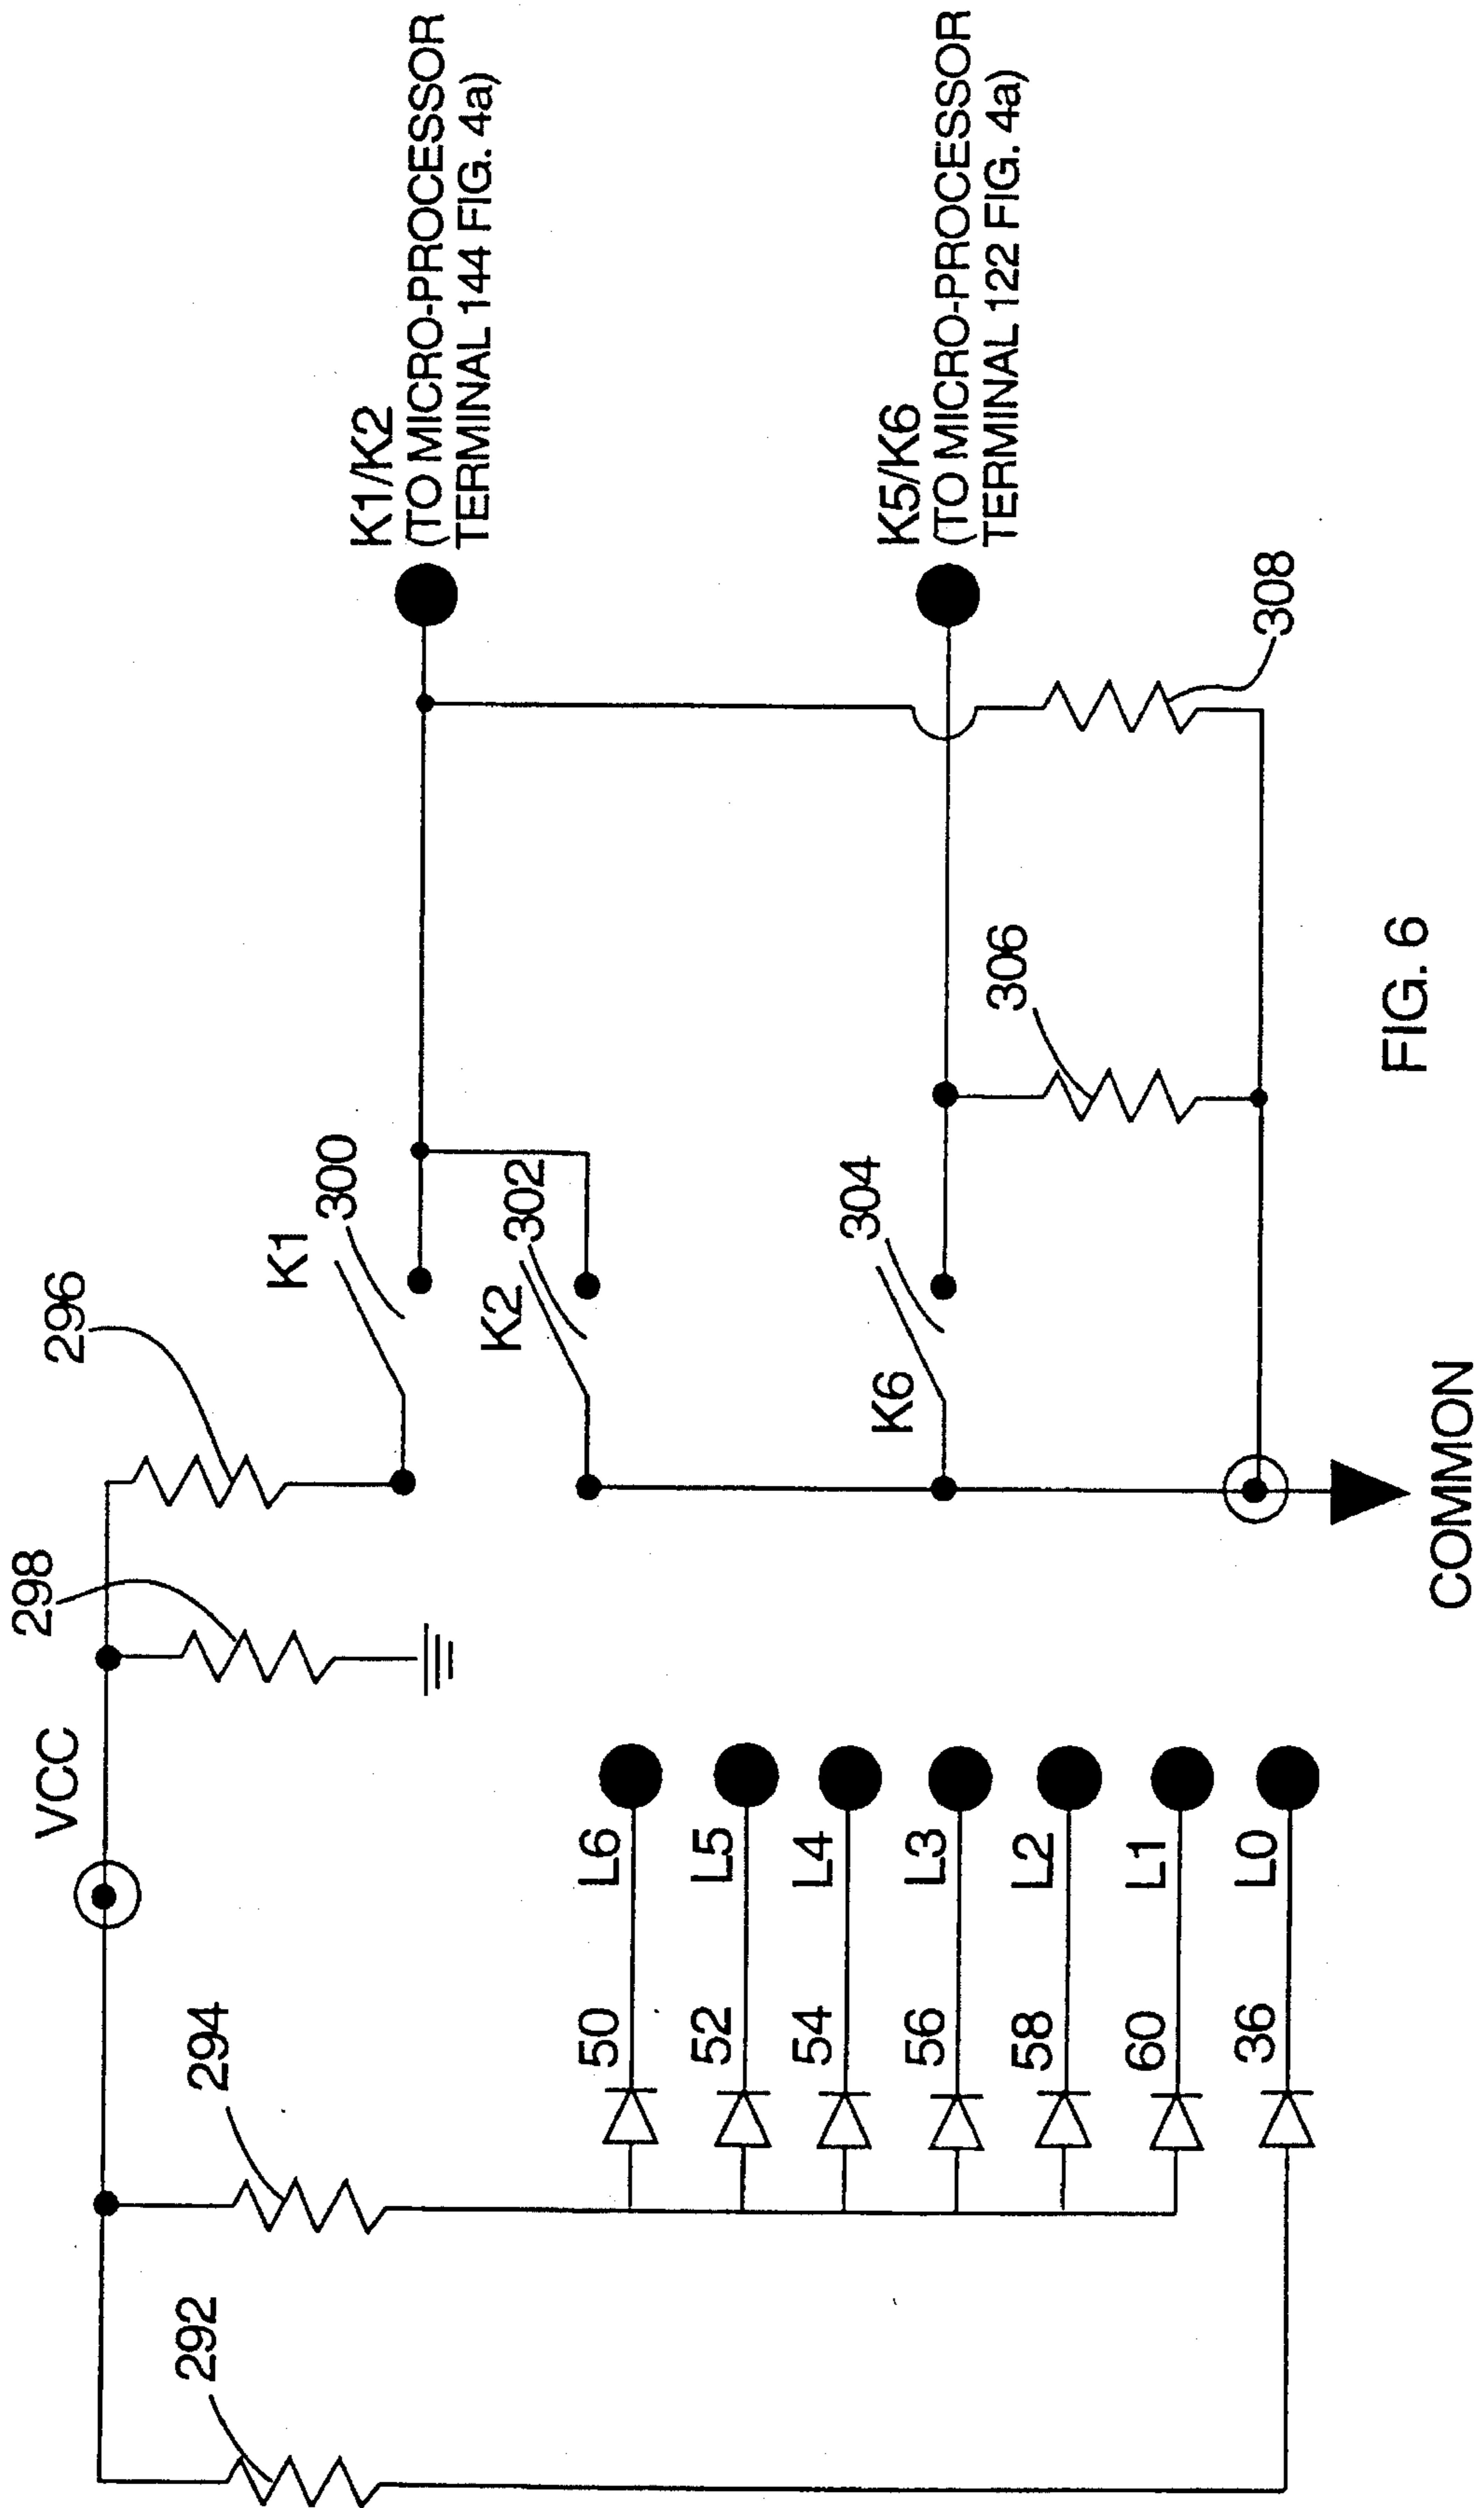 292
294
VCC
298
296
K1
300
K2
302
K1/K2
(TO MICRO-PROCESSOR
TERMINAL 144 FIG. 4a)
K6
304
306
K5/K6
(TO MICRO-PROCESSOR
TERMINAL 122 FIG. 4a)
308
50 L6
52 L5
54 L4
56 L3
58 L2
60 L1
36 L0
COMMON
FIG. 6